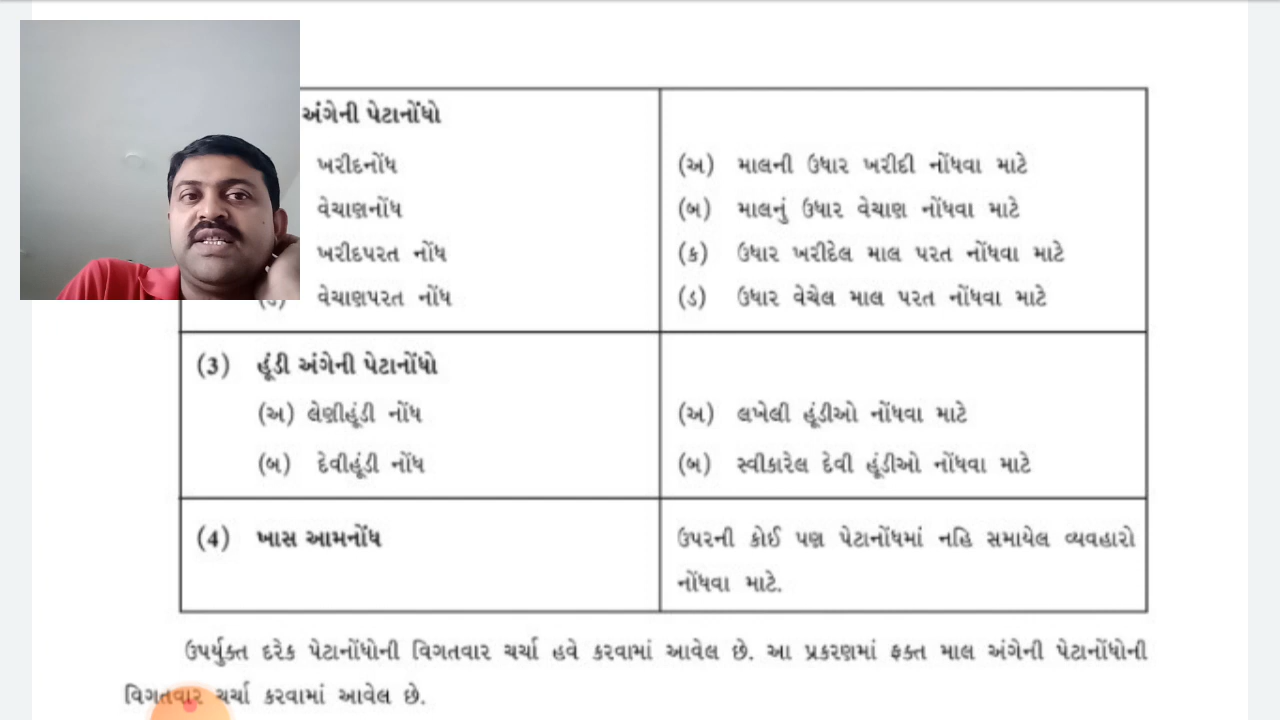 અંગેની પેટાનોંધો
ખરીદનોંધ (અ) માલની ઉધાર ખરીદી નોંધવા માટે
વેચાણનોંધ (બ) માલનું ઉધાર વેચાણ નોંધવા માટે
ખરીદપરત નોંધ (ક) ઉધાર ખરીદેલ માલ પરત નોંધવા માટે
વેચાણપરત નોંધ (ડ) ઉધાર વેચેલ માલ પરત નોંધવા માટે
(3) હૂંડી અંગેની પેટાનોંધો
(અ) લેણીહૂંડી નોંધ (અ) લખેલી હૂંડીઓ નોંધવા માટે
(બ) દેવીહૂંડી નોંધ (બ) સ્વીકારેલ દેવી હૂંડીઓ નોંધવા માટે
(4) ખાસ આમનોંધ ઉપરની કોઈ પણ પેટાનોંધમાં નહિ સમાયેલ વ્યવહારો
નોંધવા માટે.
ઉપર્યુક્ત દરેક પેટાનોંધોની વિગતવાર ચર્ચા હવે કરવામાં આવેલ છે. આ પ્રકરણમાં ફક્ત માલ અંગેની પેટાનોંધોની
વિગતવાર ચર્ચા કરવામાં આવેલ છે.